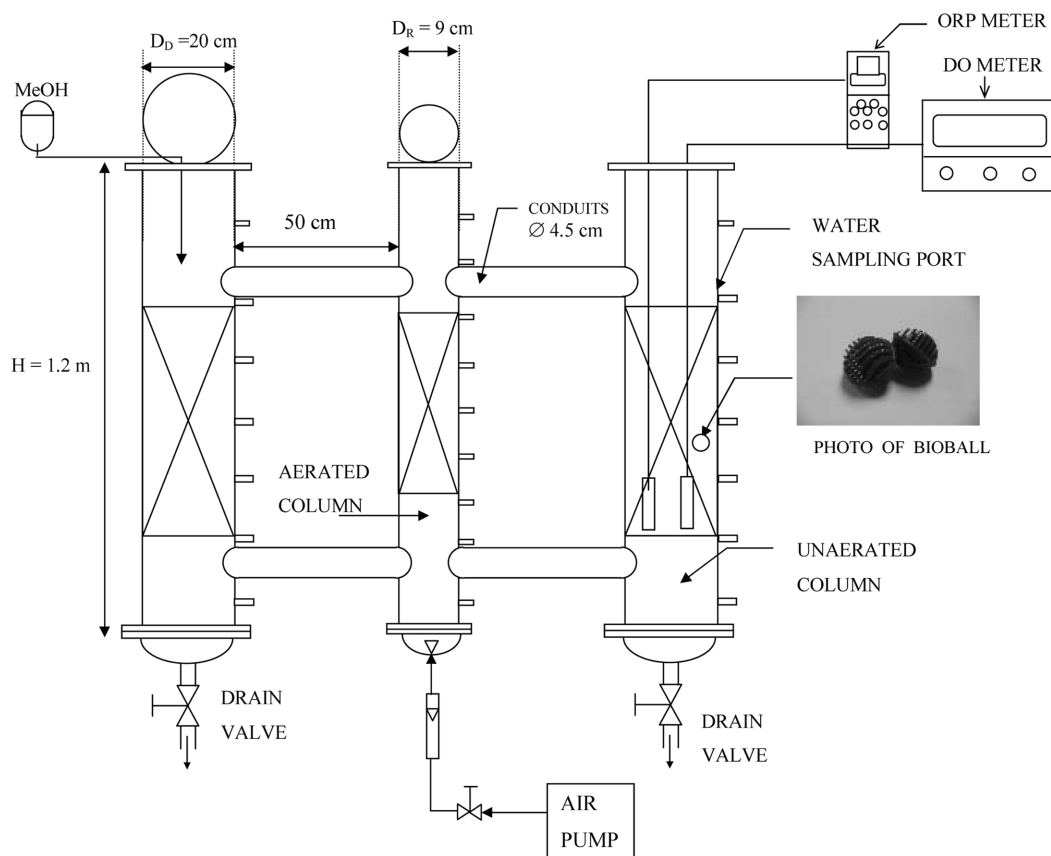 ORP METER
D_D =20 cm
D_R = 9 cm
DO METER
MeOH
50 cm
CONDUITS
Ø 4.5 cm
WATER
SAMPLING PORT
H = 1.2 m
PHOTO OF BIOBALL
AERATED
COLUMN
UNAERATED
COLUMN
DRAIN
VALVE
DRAIN
VALVE
AIR
PUMP